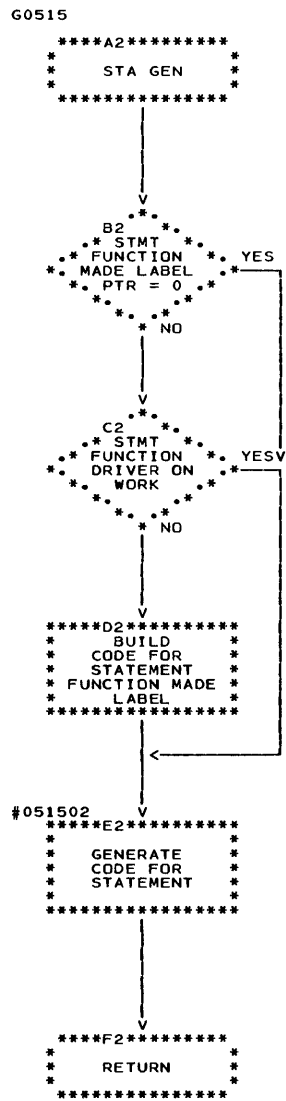 G0515
A2
STA GEN
B2
STMT
FUNCTION
MADE LABEL
PTR = 0
YES
NO
C2
STMT
FUNCTION
DRIVER ON
WORK
YES
NO
D2
BUILD
CODE FOR
STATEMENT
FUNCTION MADE
LABEL
#051502
E2
GENERATE
CODE FOR
STATEMENT
F2
RETURN